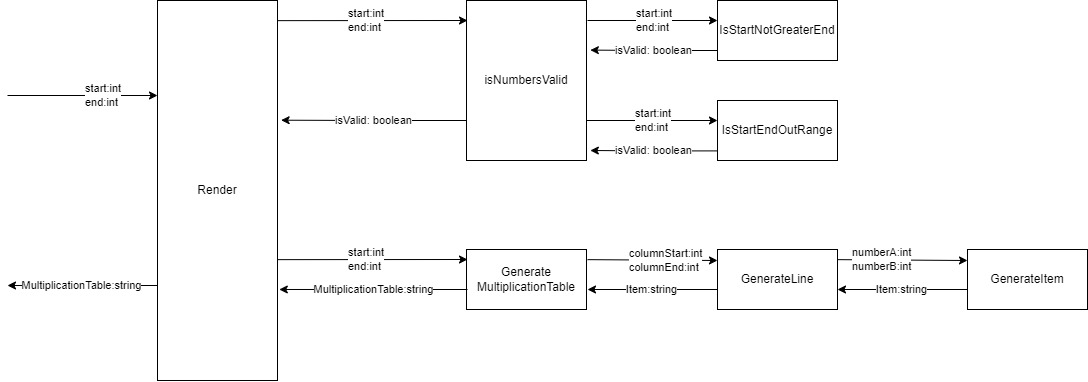 start:int
end:int
start:int
end:int
IsStartNotGreaterEnd
isValid: boolean
isNumbersValid
start:int
end:int
isValid: boolean
start:int
end:int
IsStartEndOutRange
isValid: boolean
Render
start:int
end:int
columnStart:int
columnEnd:int
numberA:int
numberB:int
Generate
MultiplicationTable
GenerateLine
GenerateItem
MultiplicationTable:string
MultiplicationTable:string
Item:string
Item:string